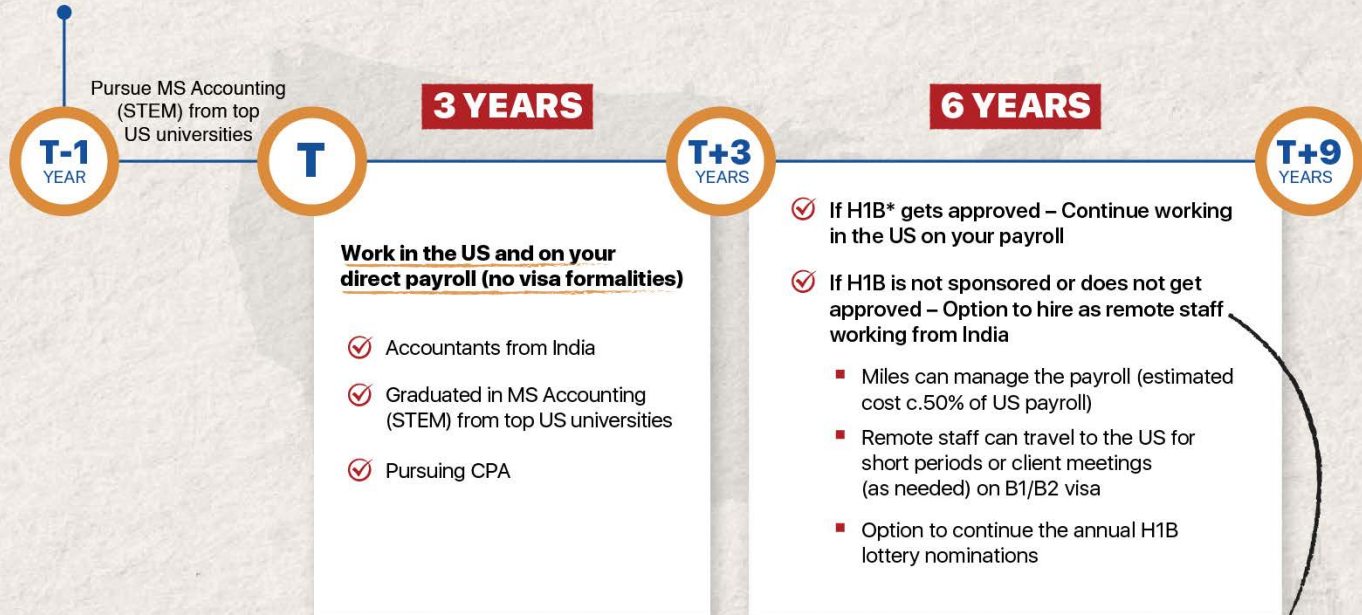 Pursue MS Accounting
(STEM) from top
US universities
T-1
YEAR
T
3 YEARS
T+3
YEARS
6 YEARS
T+9
YEARS
Work in the US and on your
direct payroll (no visa formalities)
Accountants from India
Graduated in MS Accounting
(STEM) from top US universities
Pursuing CPA
If H1B* gets approved – Continue working
in the US on your payroll
If H1B is not sponsored or does not get
approved – Option to hire as remote staff
working from India
Miles can manage the payroll (estimated
cost c.50% of US payroll)
Remote staff can travel to the US for
short periods or client meetings
(as needed) on B1/B2 visa
Option to continue the annual H1B
lottery nominations